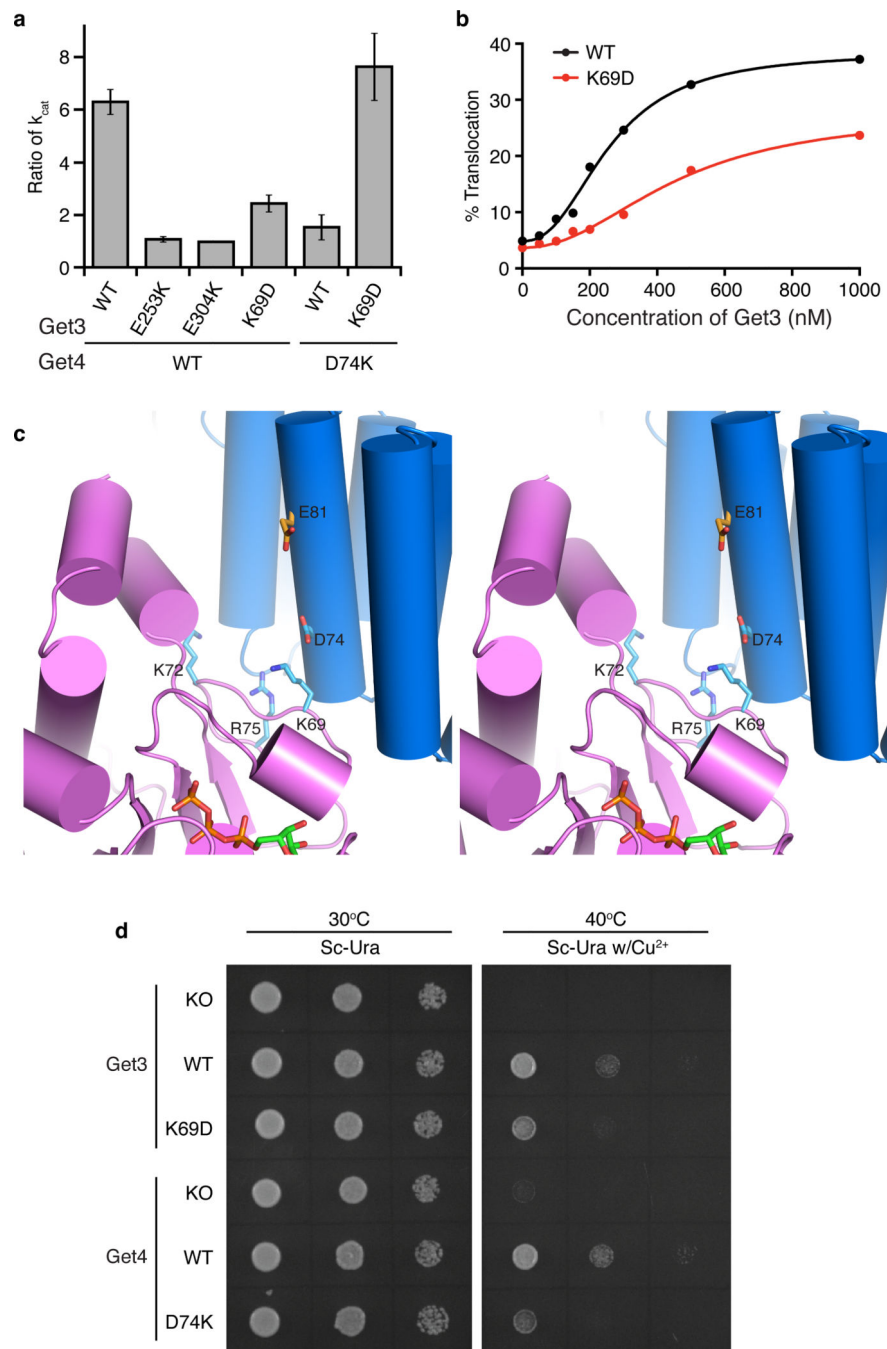 a
Ratio of kcat
8
6
4
2
0
Get3
WT
E253K
E304K
K69D
WT
K69D
Get4
WT
D74K
b
WT
K69D
% Translocation
40
30
20
10
0
0
200
400
600
800
1000
Concentration of Get3 (nM)
c
E81
D74
K72
R75
K69
E81
D74
K72
R75
K69
d
30°C
40°C
Sc-Ura
Sc-Ura w/Cu²⁺
Get3
KO
WT
K69D
Get4
KO
WT
D74K